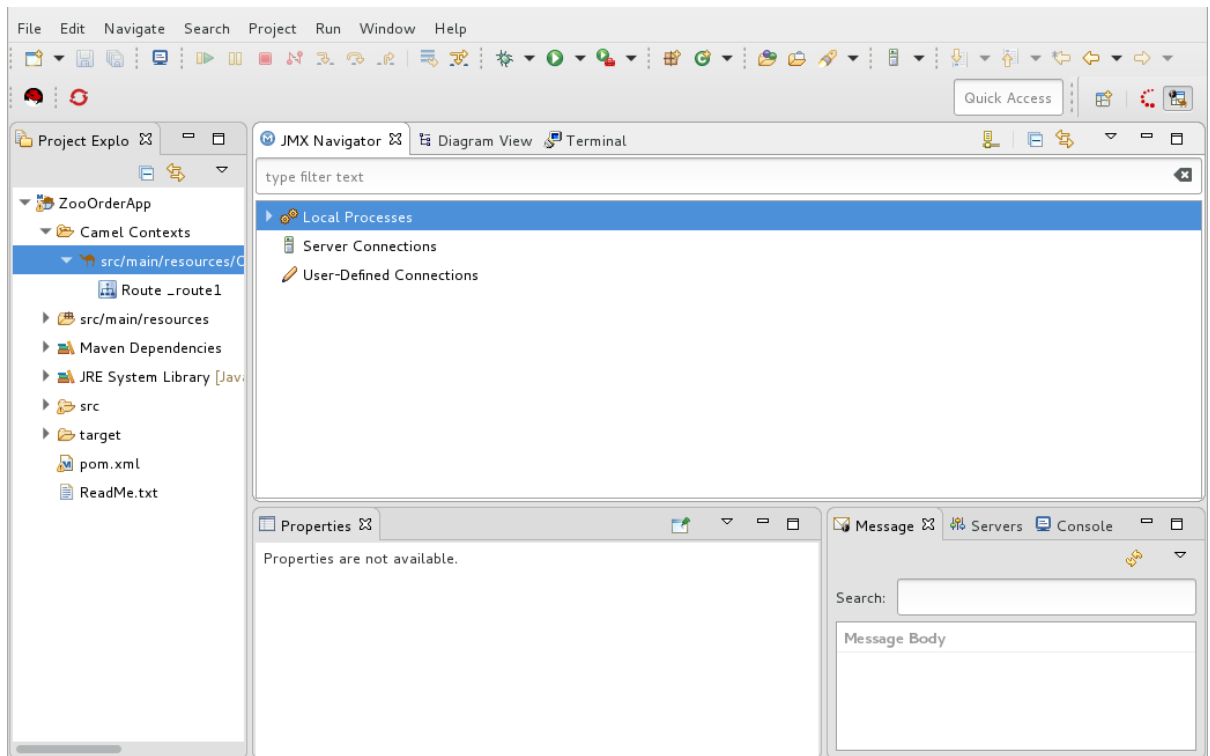 File Edit Navigate Search Project Run Window Help
Quick Access
Project Explo
JMX Navigator Diagram View Terminal
type filter text
ZooOrderApp
Camel Contexts
src/main/resources/C
Route _route1
src/main/resources
Maven Dependencies
JRE System Library [Java
src
target
pom.xml
ReadMe.txt
Local Processes
Server Connections
User-Defined Connections
Properties
Properties are not available.
Message Servers Console
Search:
Message Body